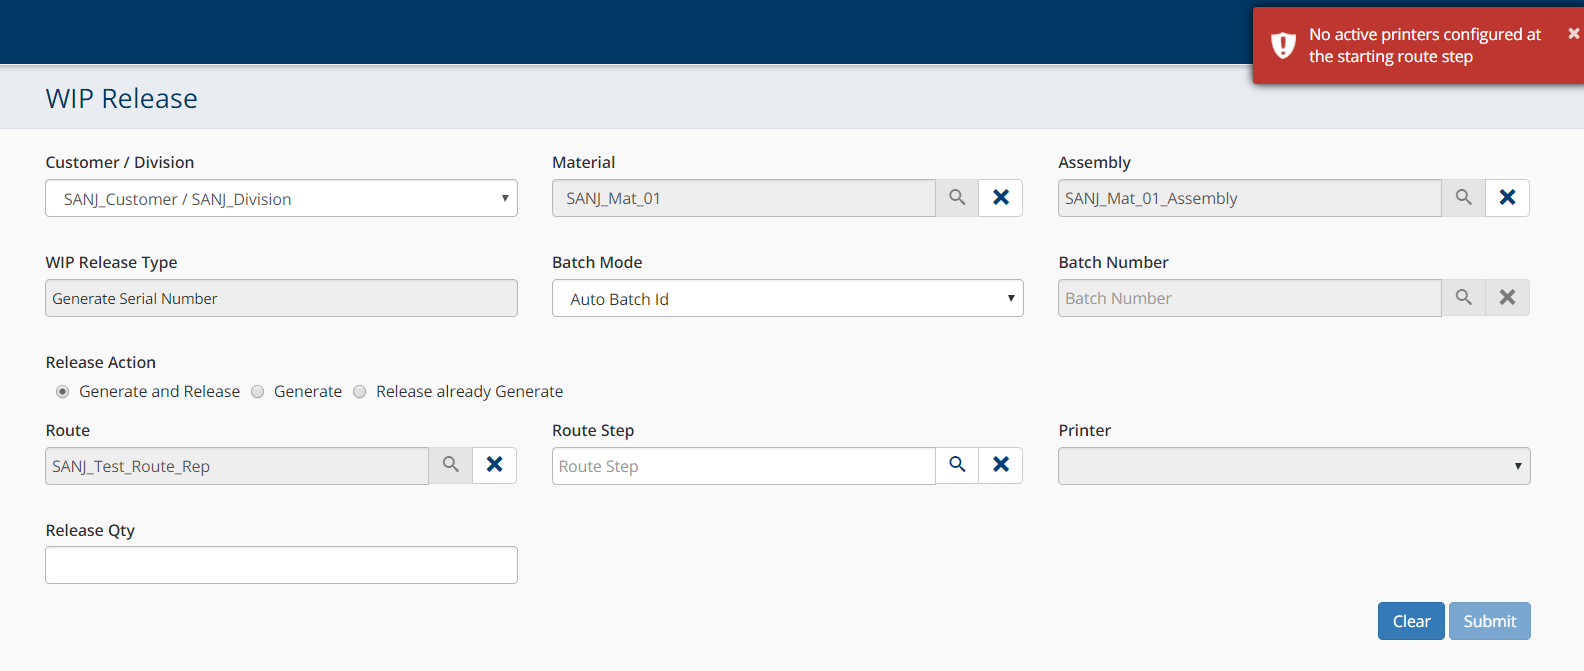 No active printers configured at
the starting route step
WIP Release
Customer / Division
Material
Assembly
SANJ_Customer / SANJ_Division
SANJ_Mat_01
SANJ_Mat_01_Assembly
WIP Release Type
Batch Mode
Batch Number
Generate Serial Number
Auto Batch Id
Batch Number
Release Action
Generate and Release
Generate
Release already Generate
Route
Route Step
Printer
SANJ_Test_Route_Rep
Route Step
Release Qty
Clear
Submit